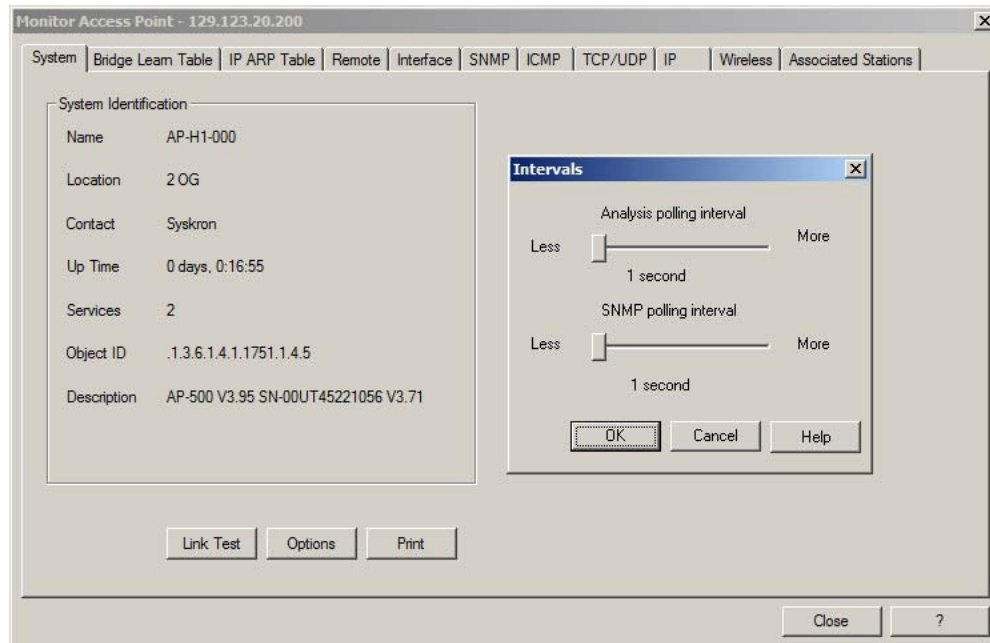 Monitor Access Point - 129.123.20.200
System Bridge Learn Table IP ARP Table Remote Interface SNMP ICMP TCP/UDP IP Wireless Associated Stations
System Identification
Name AP-H1-000
Location 2 OG
Contact Syskron
Up Time 0 days, 0:16:55
Services 2
Object ID .1.3.6.1.4.1.1751.1.4.5
Description AP-500 V3.95 SN-00UT45221056 V3.71
Link Test Options Print
Intervals
Analysis polling interval
Less More
1 second
SNMP polling interval
Less More
1 second
OK Cancel Help
Close ?